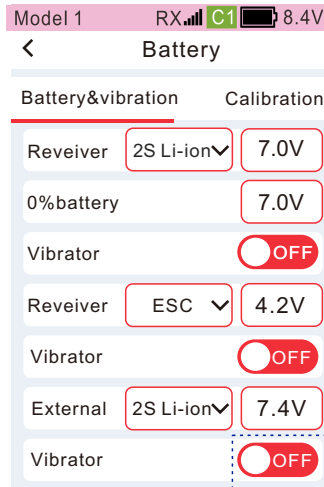 Model 1 RX C1 8.4V
Battery
Battery&vibration Calibration
Reveiver 2S Li-ion 7.0V
0%battery 7.0V
Vibrator OFF
Reveiver ESC 4.2V
Vibrator OFF
External 2S Li-ion 7.4V
Vibrator OFF